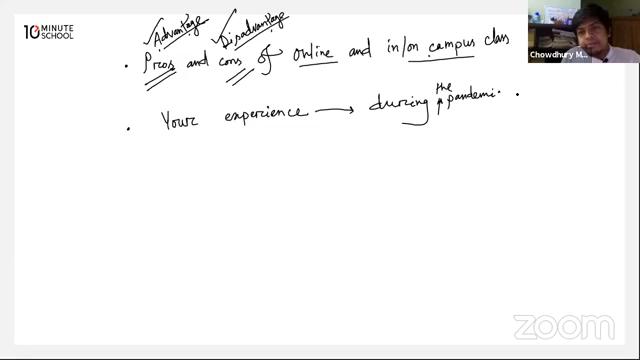 10 MINUTE SCHOOL
Advantage Disadvantage
Pros and cons of online and in/on campus class
the
Your experience → during pandemi
Chowdhury M...
zoom